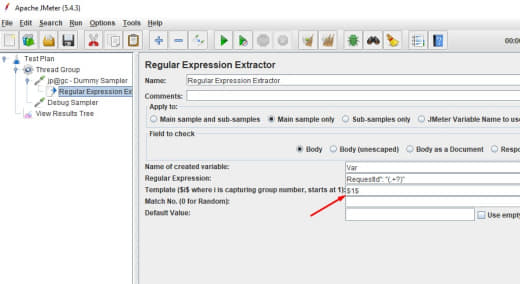 Apache JMeter (5.4.3)
File Edit Search Run Options Tools Help
00:00
Test Plan
Thread Group
jp@gc - Dummy Sampler
Regular Expression Ex
Debug Sampler
View Results Tree
Regular Expression Extractor
Name: Regular Expression Extractor
Comments:
Apply to:
Main sample and sub-samples Main sample only Sub-samples only JMeter Variable Name to use
Field to check
Body Body (unescaped) Body as a Document Respo
Name of created variable: Var
Regular Expression: RequestId": "(.+?)"
Template ($i$ where i is capturing group number, starts at 1): $1$
Match No. (0 for Random):
Default Value: Use empty